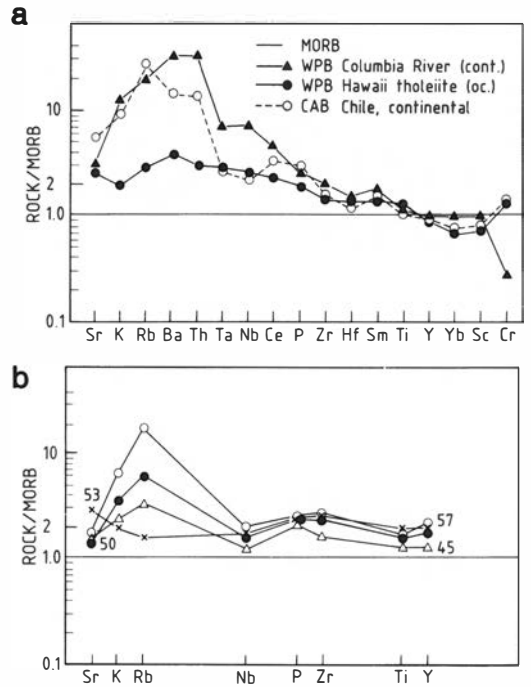 a
— MORB
▲ WPB Columbia River (cont.)
● WPB Hawaii tholeiite (oc.)
○ CAB Chile, continental
ROCK/MORB
10
2
1.0
0.1
Sr K Rb Ba Th Ta Nb Ce P Zr Hf Sm Ti Y Yb Sc Cr
b
ROCK/MORB
10
2
1.0
0.1
53
50
57
45
Sr K Rb Nb P Zr Ti Y